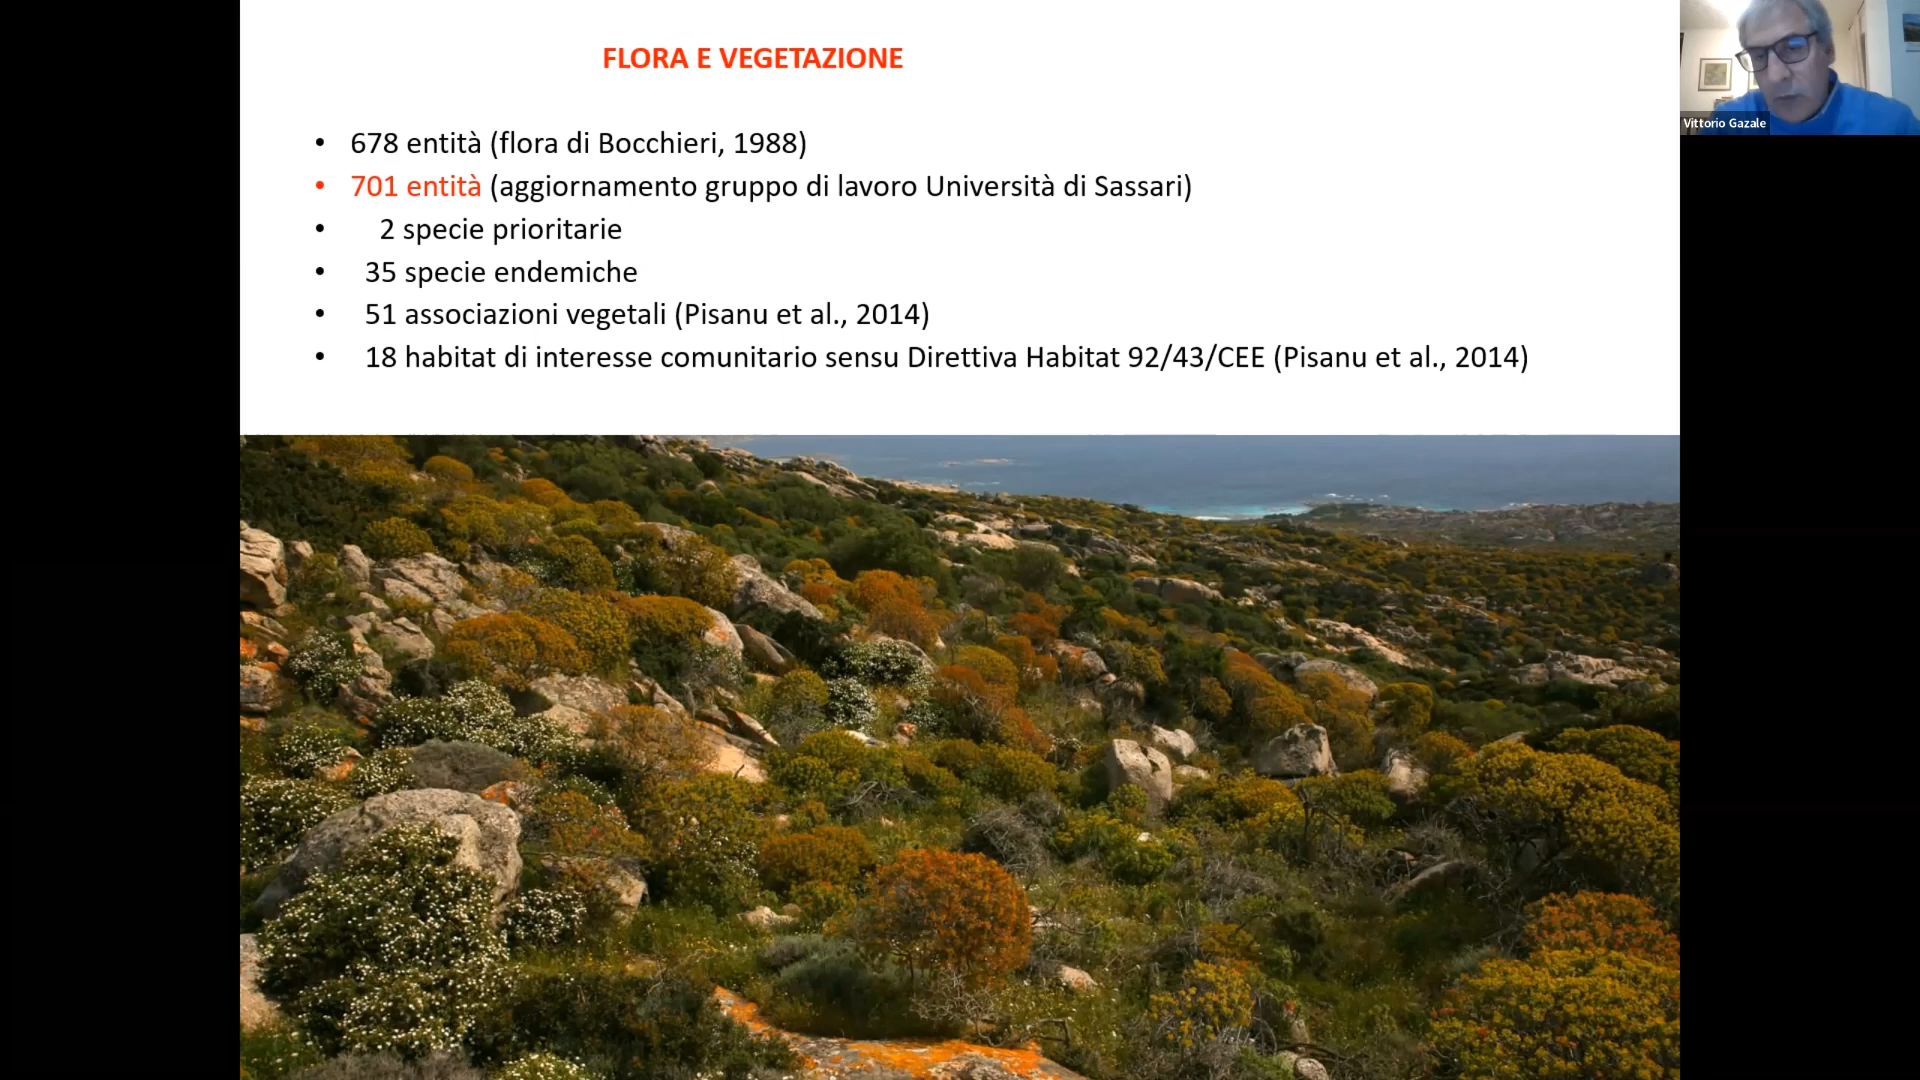 FLORA E VEGETAZIONE
• 678 entità (flora di Bocchieri, 1988)
• 701 entità (aggiornamento gruppo di lavoro Università di Sassari)
• 2 specie prioritarie
• 35 specie endemiche
• 51 associazioni vegetali (Pisanu et al., 2014)
• 18 habitat di interesse comunitario sensu Direttiva Habitat 92/43/CEE (Pisanu et al., 2014)
Vittorio Gazale